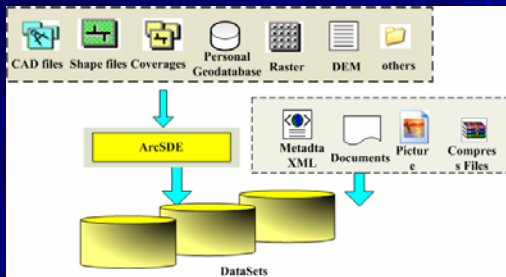 CAD files Shape files Coverages Personal Geodatabase Raster DEM others
ArcSDE
Metadta XML Documents Pictur e Compres s Files
DataSets